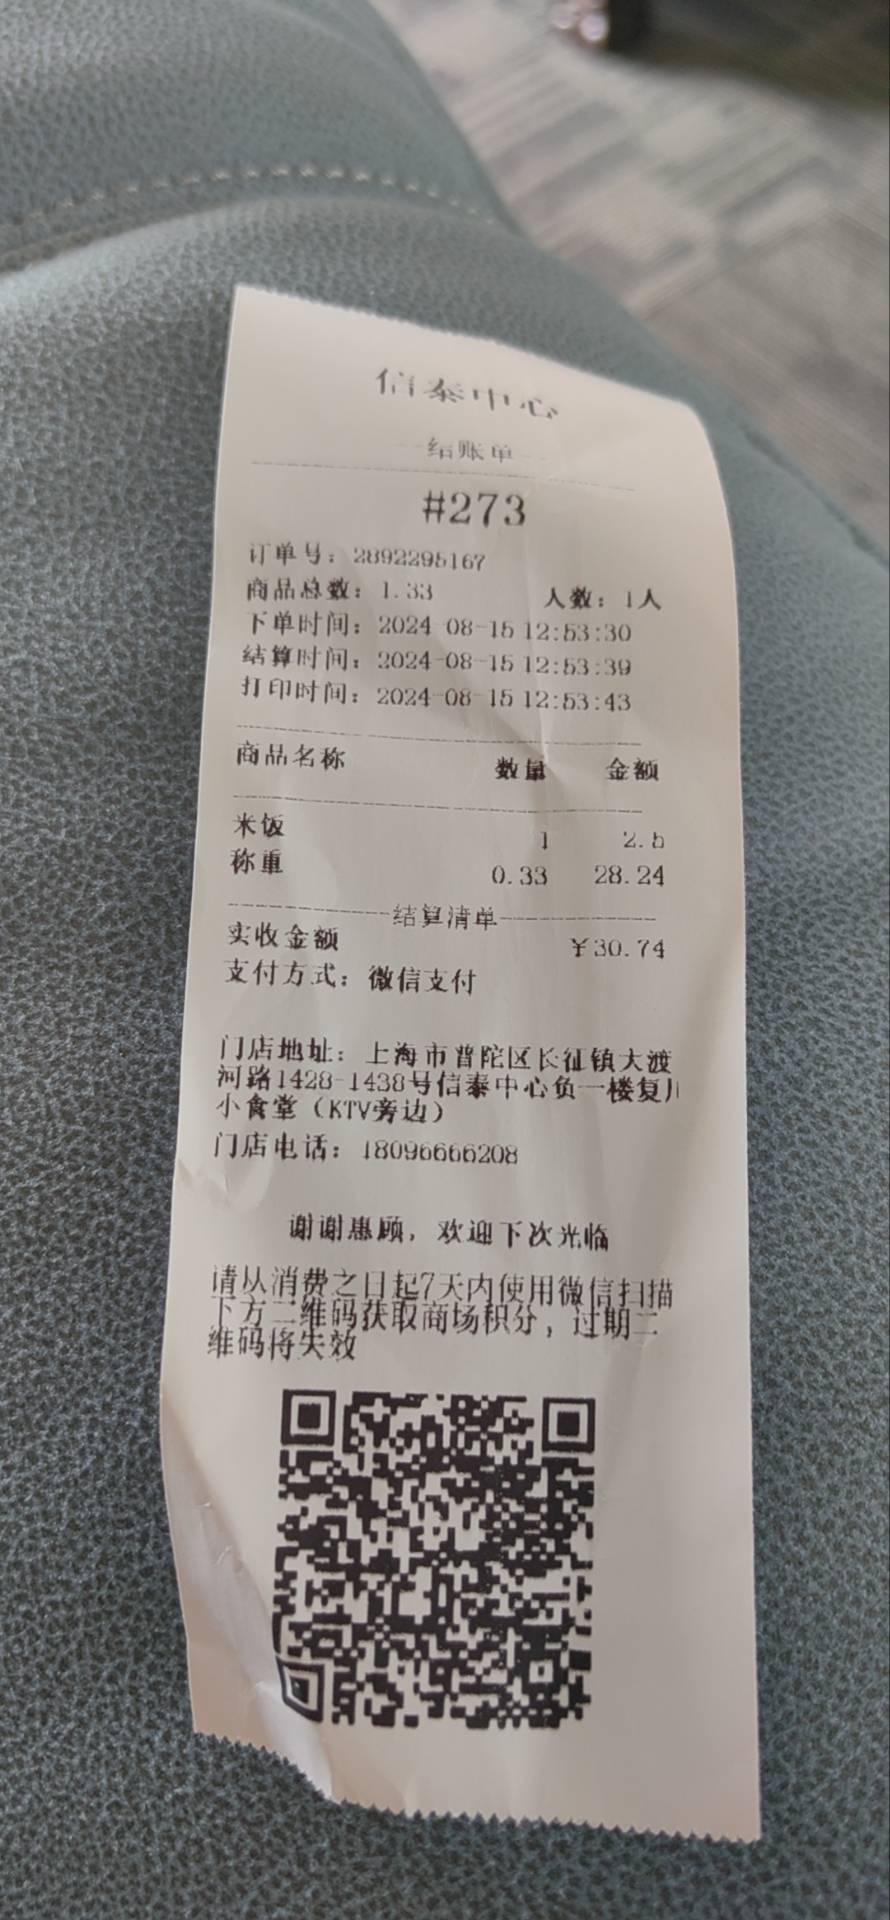 信泰中心
结账单
#273
订单号：2892295167
商品总数：1.33 人数：1人
下单时间：2024-08-15 12:53:30
结算时间：2024-08-15 12:53:39
打印时间：2024-08-15 12:53:43
商品名称 数量 金额
米饭 1 2.5
称重 0.33 28.24
结算清单
实收金额 ¥30.74
支付方式：微信支付
门店地址：上海市普陀区长征镇大渡
河路1428-1438号信泰中心负一楼复
小食堂（KTV旁边）
门店电话：18096666208
谢谢惠顾，欢迎下次光临
请从消费之日起7天内使用微信扫描
下方二维码获取商场积分，过期二
维码将失效